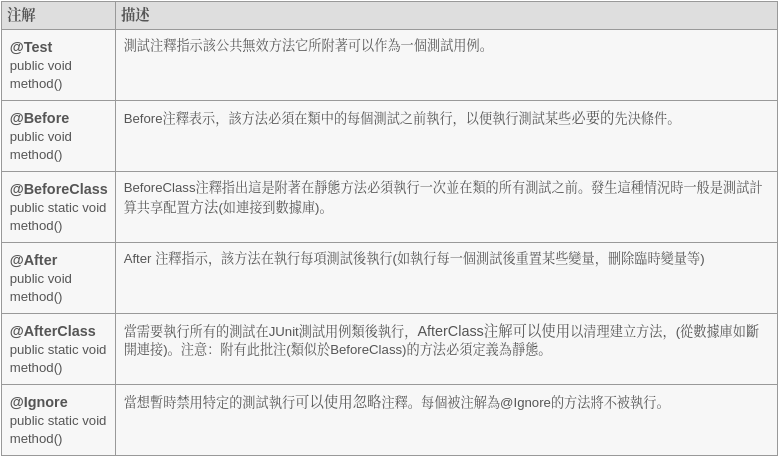 注解 描述
@Test
public void
method()
測試注釋指示該公共無效方法它所附著可以作為一個測試用例。
@Before
public void
method()
Before注釋表示，該方法必須在類中的每個測試之前執行，以便執行測試某些必要的先決條件。
@BeforeClass
public static void
method()
BeforeClass注釋指出這是附著在靜態方法必須執行一次並在類的所有測試之前。發生這種情況時一般是測試計
算共享配置方法(如連接到數據庫)。
@After
public void
method()
After 注釋指示，該方法在執行每項測試後執行(如執行每一個測試後重置某些變量，刪除臨時變量等)
@AfterClass
public static void
method()
當需要執行所有的測試在JUnit測試用例類後執行，AfterClass注解可以使用以清理建立方法，(從數據庫如斷
開連接)。注意：附有此批注(類似於BeforeClass)的方法必須定義為靜態。
@Ignore
public static void
method()
當想暫時禁用特定的測試執行可以使用忽略注釋。每個被注解為@Ignore的方法將不被執行。